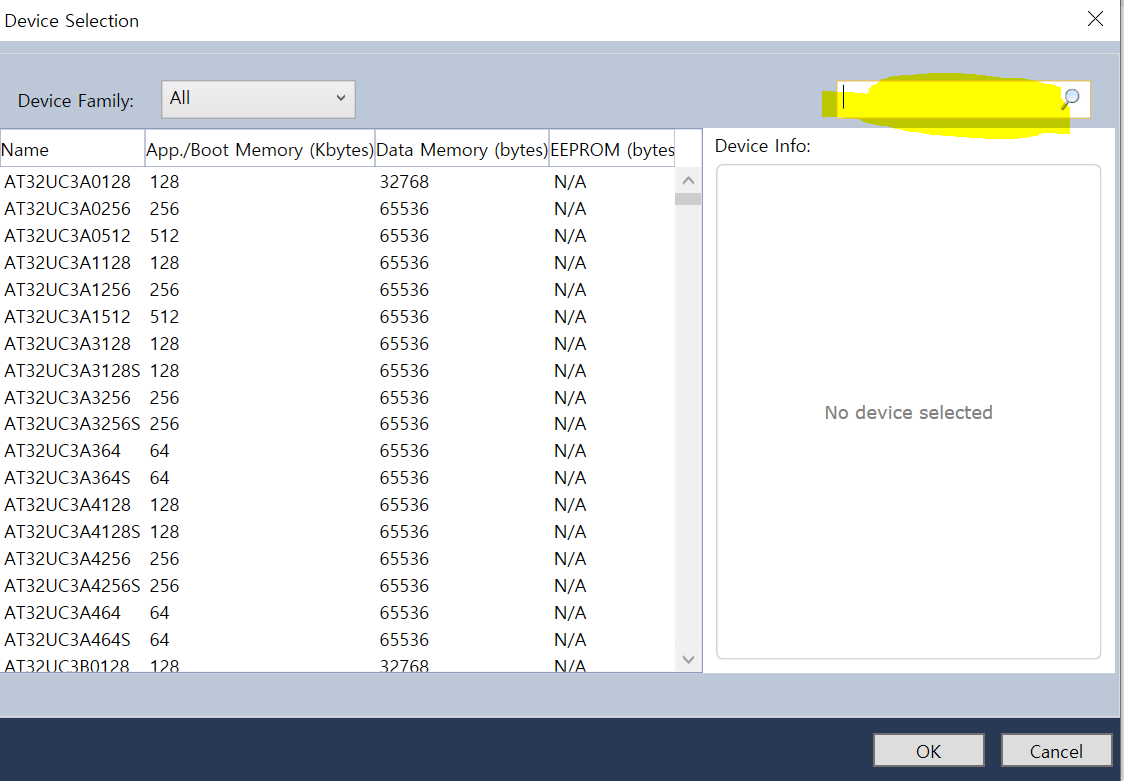 Device Selection
Device Family: All
Name App./Boot Memory (Kbytes) Data Memory (bytes) EEPROM (bytes
Device Info:
AT32UC3A0128 128 32768 N/A
AT32UC3A0256 256 65536 N/A
AT32UC3A0512 512 65536 N/A
AT32UC3A1128 128 65536 N/A
AT32UC3A1256 256 65536 N/A
AT32UC3A1512 512 65536 N/A
AT32UC3A3128 128 65536 N/A
AT32UC3A3128S 128 65536 N/A
AT32UC3A3256 256 65536 N/A
AT32UC3A3256S 256 65536 N/A
AT32UC3A364 64 65536 N/A
AT32UC3A364S 64 65536 N/A
AT32UC3A4128 128 65536 N/A
AT32UC3A4128S 128 65536 N/A
AT32UC3A4256 256 65536 N/A
AT32UC3A4256S 256 65536 N/A
AT32UC3A464 64 65536 N/A
AT32UC3A464S 64 65536 N/A
AT32UC3B0128 128 32768 N/A
No device selected
OK Cancel